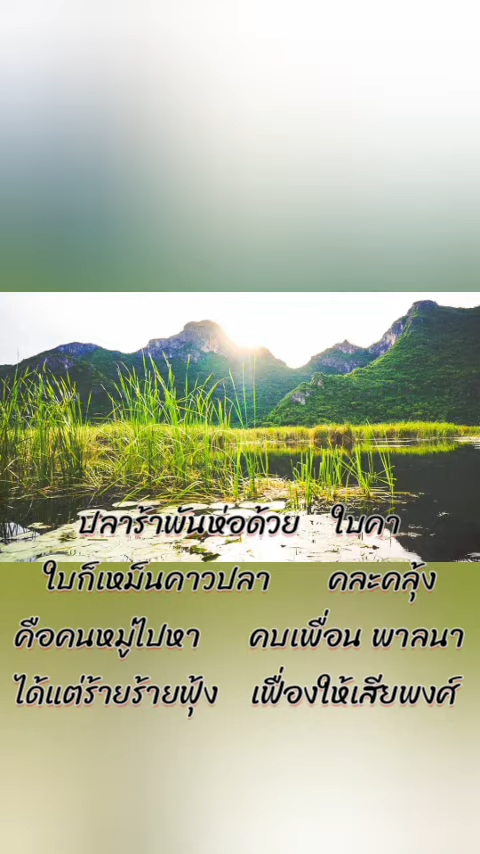 ปลาร้าพันห่อด้วย ใบคา
ใบก็เหม็นคาวปลา คละคลุ้ง
คือคนหมู่ไปหา คบเพื่อน พาลนา
ได้แต่ร้ายร้ายฟุ้ง เฟื่องให้เสียพงศ์